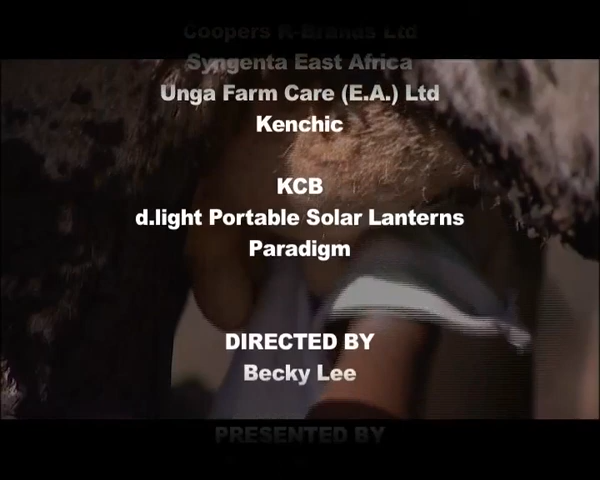 Coopers K-Brands Ltd
Syngenta East Africa
Unga Farm Care (E.A.) Ltd
Kenchic
KCB
d.light Portable Solar Lanterns
Paradigm
DIRECTED BY
Becky Lee
PRESENTED BY